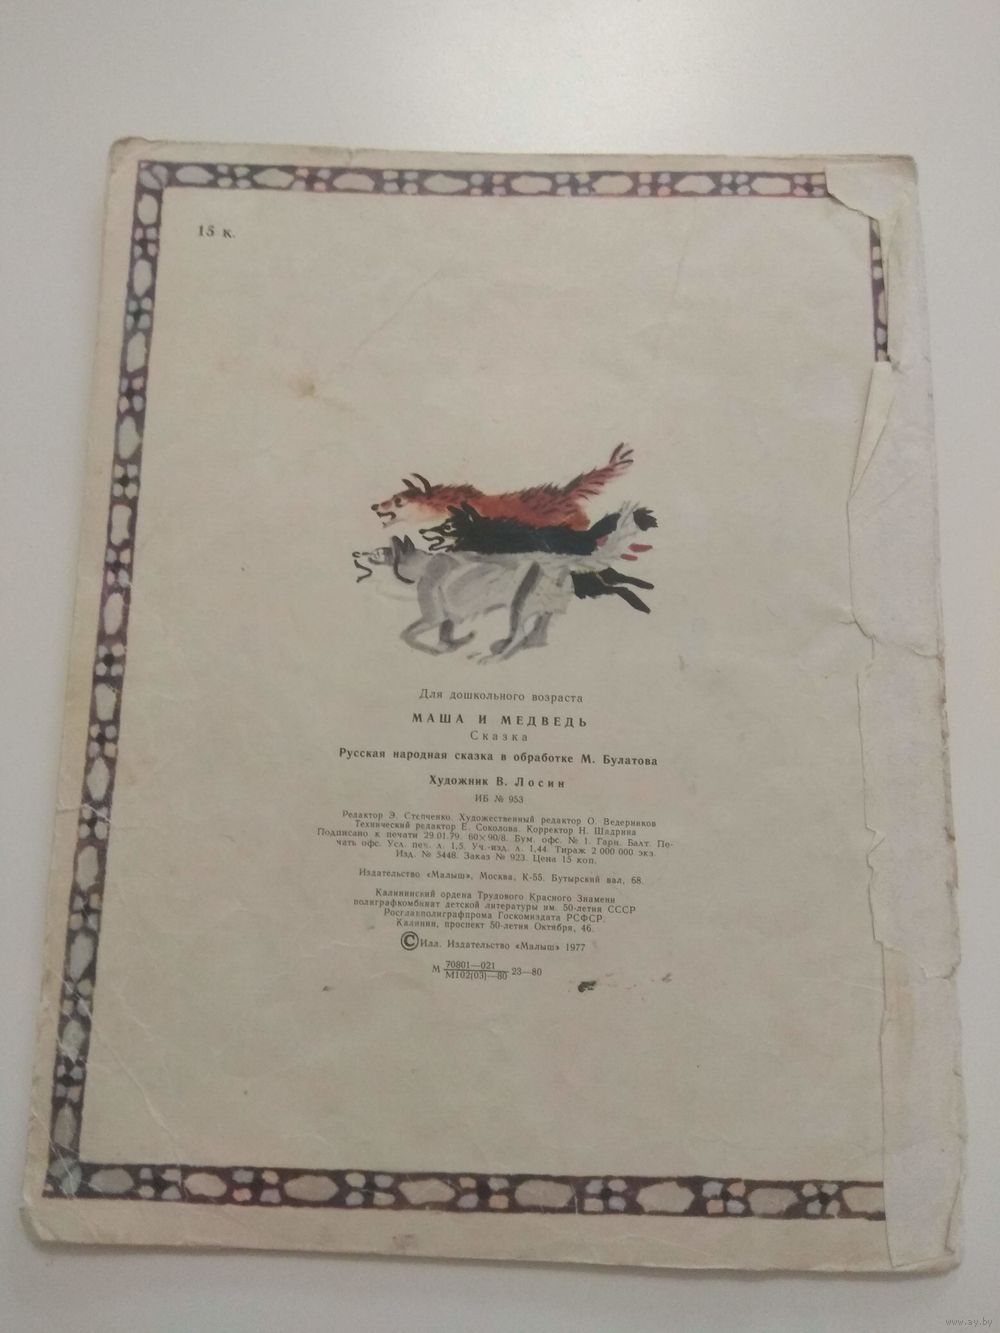 15 к.
Для дошкольного возраста
МАША И МЕДВЕДЬ
Сказка
Русская народная сказка в обработке М. Булатова
Художник В. Лосин
ИБ № 953
Редактор Э. Степченко. Художественный редактор О. Ведерников
Технический редактор Е. Соколова. Корректор Н. Шадрина
Подписано к печати 29.01.79. 60×90/8. Бум. офс. № 1. Гарн. Балт. Пе-
чать офс. Усл. печ. л. 1,5. Уч.-изд. л. 1,44. Тираж 2 000 000 экз.
Изд. № 5448. Заказ № 923. Цена 15 коп.
Издательство «Малыш», Москва, К-55. Бутырский вал, 68.
Калининский ордена Трудового Красного Знамени
полиграфкомбинат детской литературы им. 50-летия СССР
Росглавполиграфпрома Госкомиздата РСФСР.
Калинин, проспект 50-летия Октября, 46.
© Илл. Издательство «Малыш» 1977
М 70801—021
М102(03)—80 23—80
www.ay.by